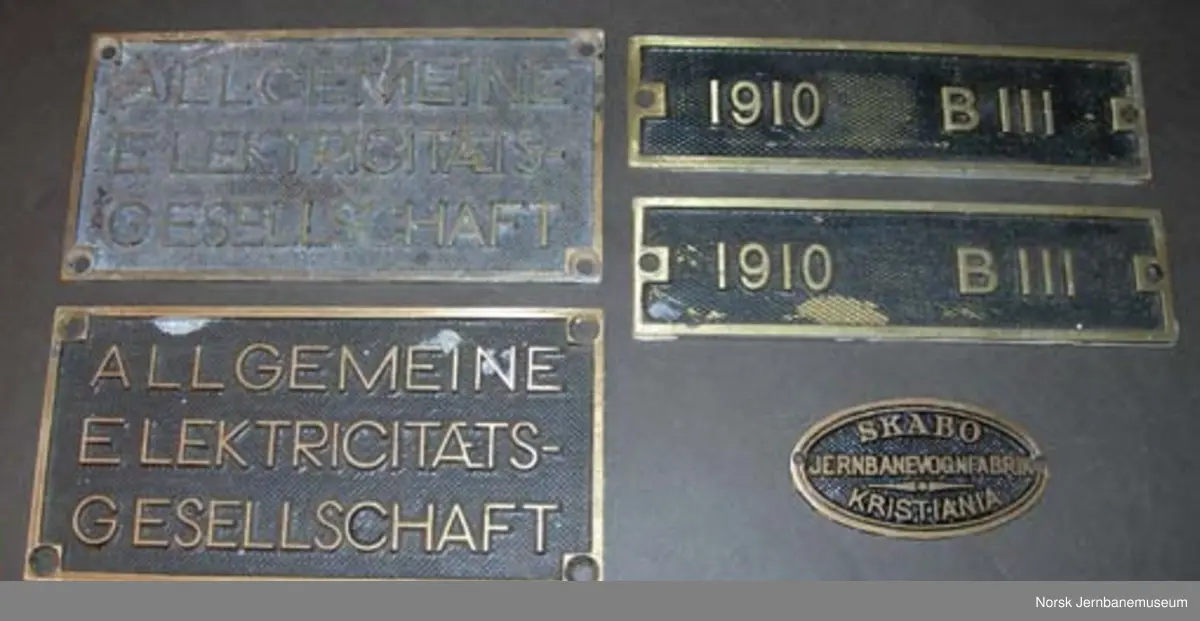 ALLGEMEINE
ELEKTRICITÄTS-
GESELLSCHAFT
1910 B III
1910 B III
ALLGEMEINE
ELEKTRICITÄTS-
GESELLSCHAFT
SKABO
JERNBANEVOGNFABRIK
KRISTIANIA
Norsk Jernbanemuseum